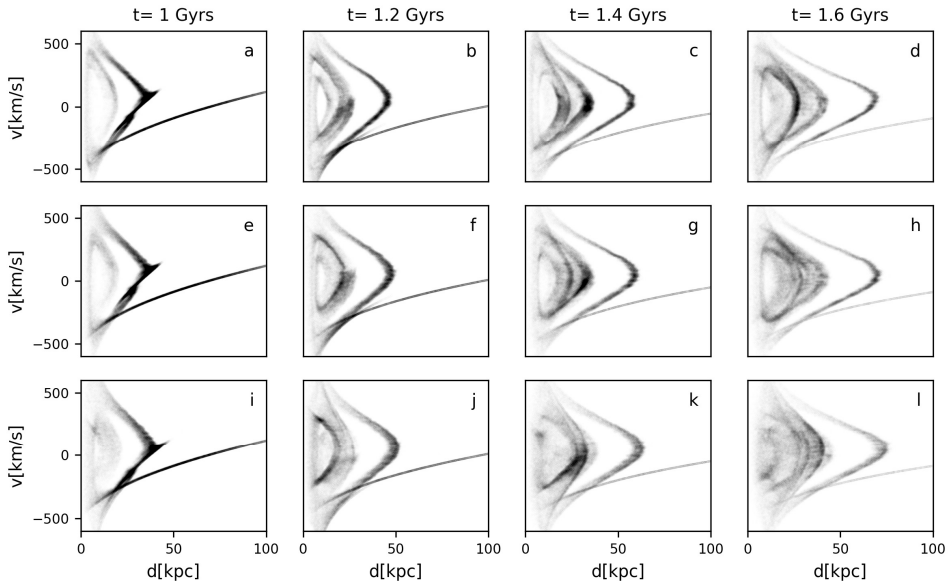 t= 1 Gyrs t= 1.2 Gyrs t= 1.4 Gyrs t= 1.6 Gyrs
500 a b c d
v[km/s] 0
−500
500 e f g h
v[km/s] 0
−500
500 i j k l
v[km/s] 0
−500
0 50 100 0 50 100 0 50 100 0 50 100
d[kpc] d[kpc] d[kpc] d[kpc]